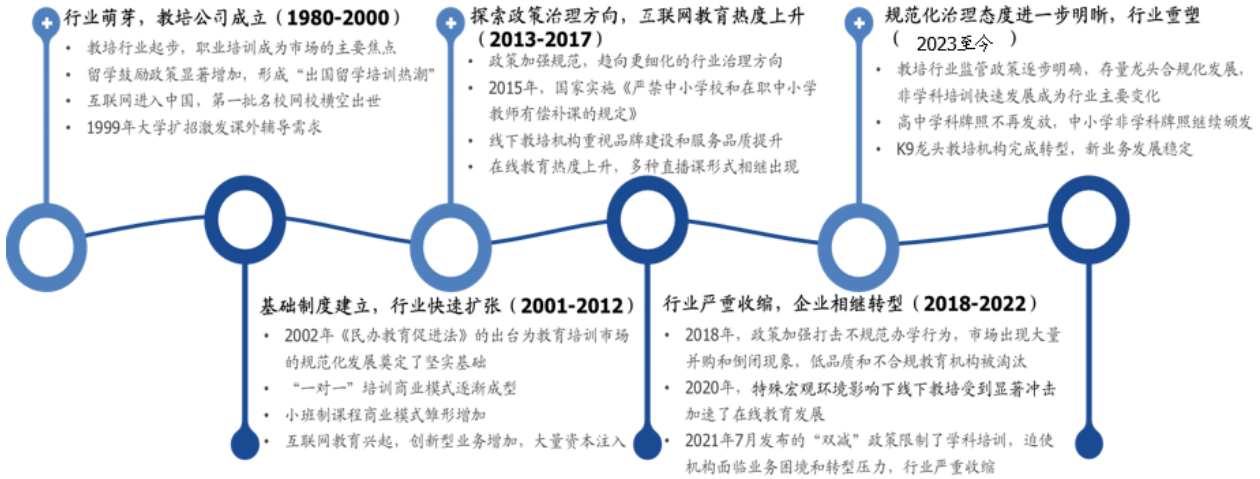 行业萌芽，教培公司成立（1980-2000）
• 教培行业起步，职业培训成为市场的主要焦点
• 留学鼓励政策显著增加，形成“出国留学培训热潮”
• 互联网进入中国，第一批名校网校横空出世
• 1999年大学扩招激发课外辅导需求
基础制度建立，行业快速扩张（2001-2012）
• 2002年《民办教育促进法》的出台为教育培训市场
的规范化发展奠定了坚实基础
• “一对一”培训商业模式逐渐成型
• 小班制课程商业模式雏形增加
• 互联网教育兴起，创新型业务增加，大量资本注入
探索政策治理方向，互联网教育热度上升
（2013-2017）
• 政策加强规范，趋向更细化的行业治理方向
• 2015年，国家实施《严禁中小学校和在职中小学
教师有偿补课的规定》
• 线下教培机构重视品牌建设和服务品质提升
• 在线教育热度上升，多种直播课形式相继出现
行业严重收缩，企业相继转型（2018-2022）
• 2018年，政策加强打击不规范办学行为，市场出现大量
并购和倒闭现象，低品质和不合规教育机构被淘汰
• 2020年，特殊宏观环境影响下线下教培受到显著冲击
加速了在线教育发展
• 2021年7月发布的“双减”政策限制了学科培训，迫使
机构面临业务困境和转型压力，行业严重收缩
规范化治理态度进一步明晰，行业重塑
（ 2023至今 ）
• 教培行业监管政策逐步明确，存量龙头合规化发展，
非学科培训快速发展成为行业主要变化
• 高中学科牌照不再发放，中小学非学科牌照继续颁发
• K9龙头教培机构完成转型，新业务发展稳定